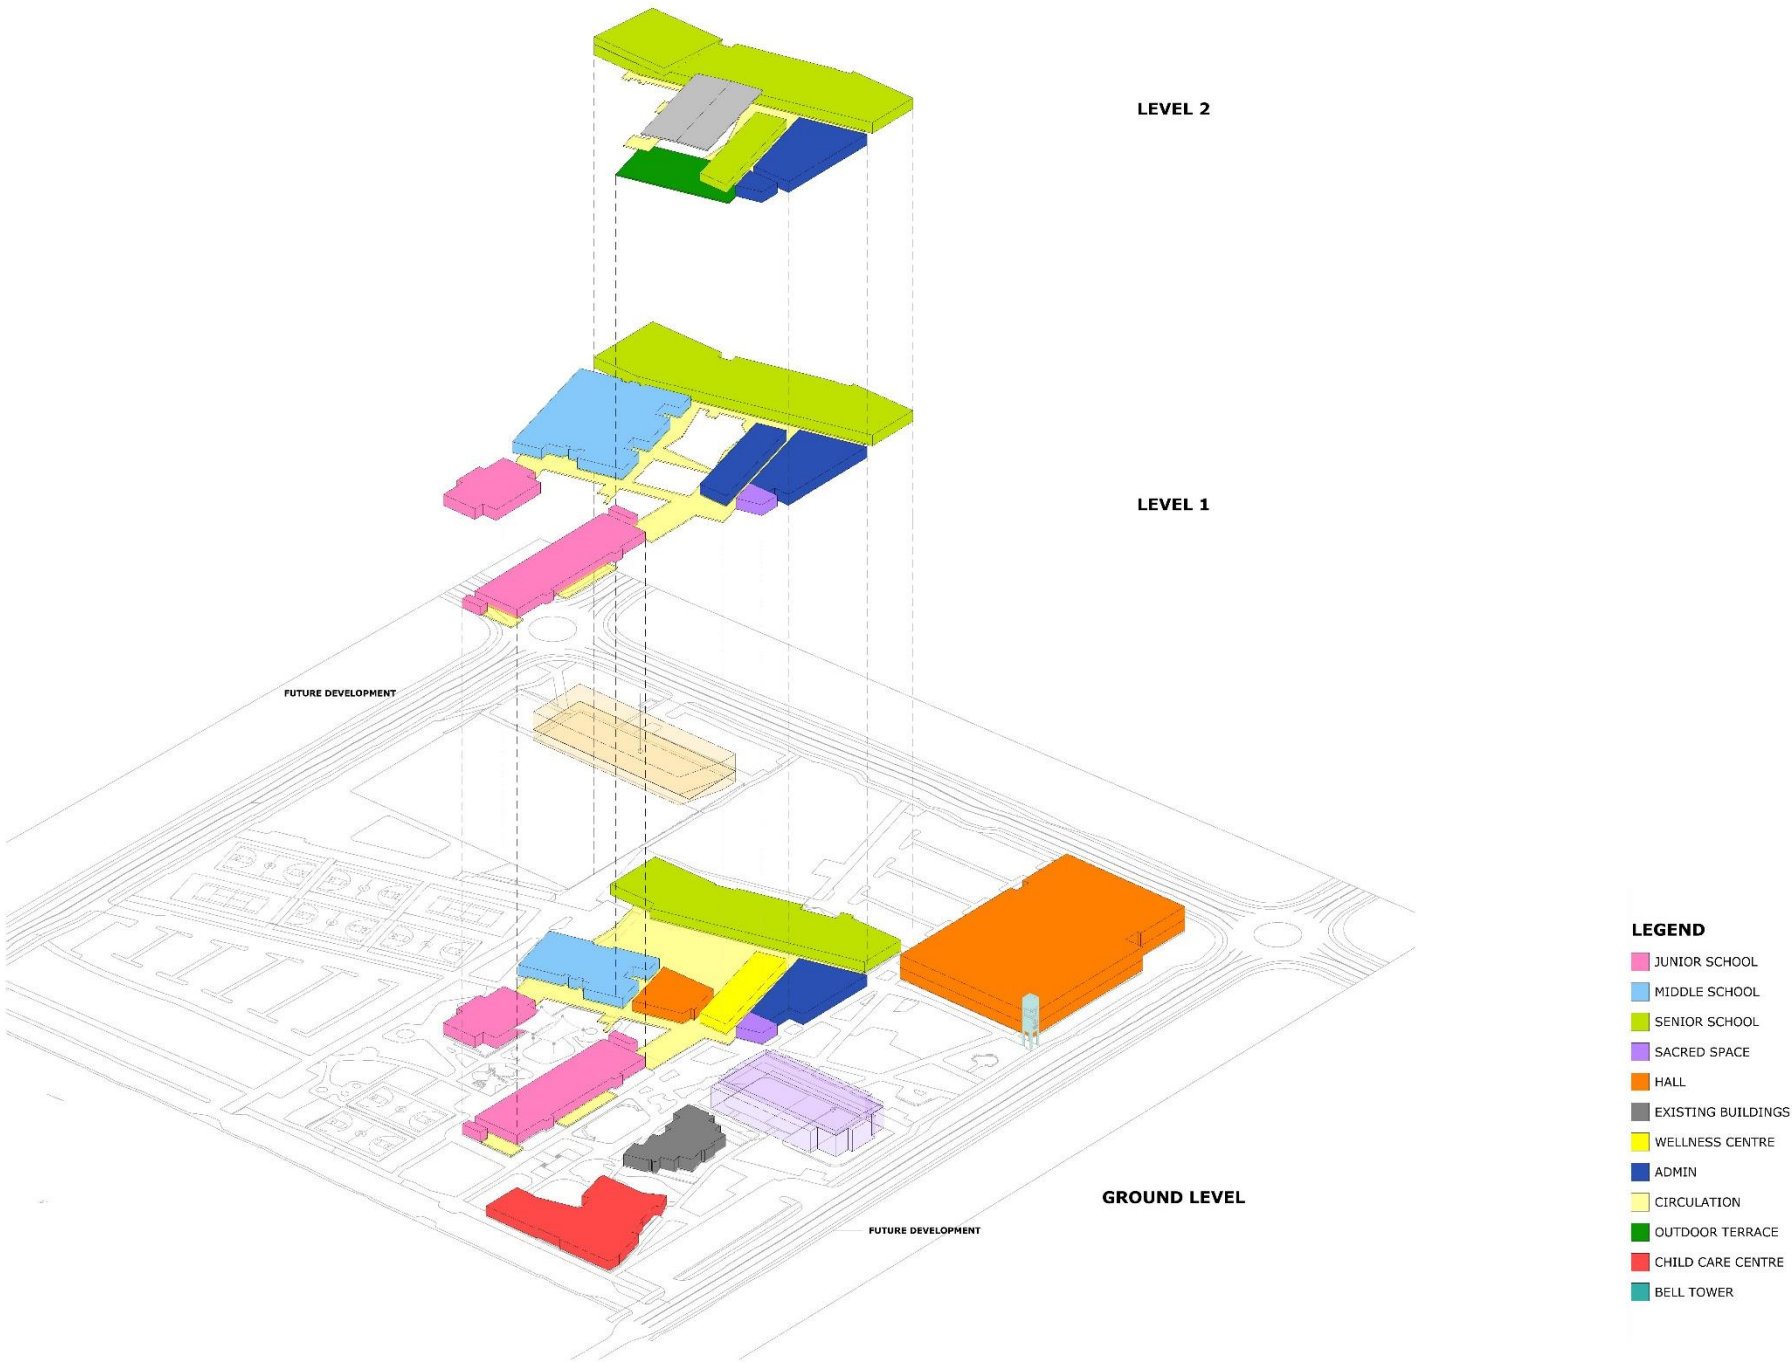 LEVEL 2
LEVEL 1
FUTURE DEVELOPMENT
GROUND LEVEL
FUTURE DEVELOPMENT
LEGEND
JUNIOR SCHOOL
MIDDLE SCHOOL
SENIOR SCHOOL
SACRED SPACE
HALL
EXISTING BUILDINGS
WELLNESS CENTRE
ADMIN
CIRCULATION
OUTDOOR TERRACE
CHILD CARE CENTRE
BELL TOWER